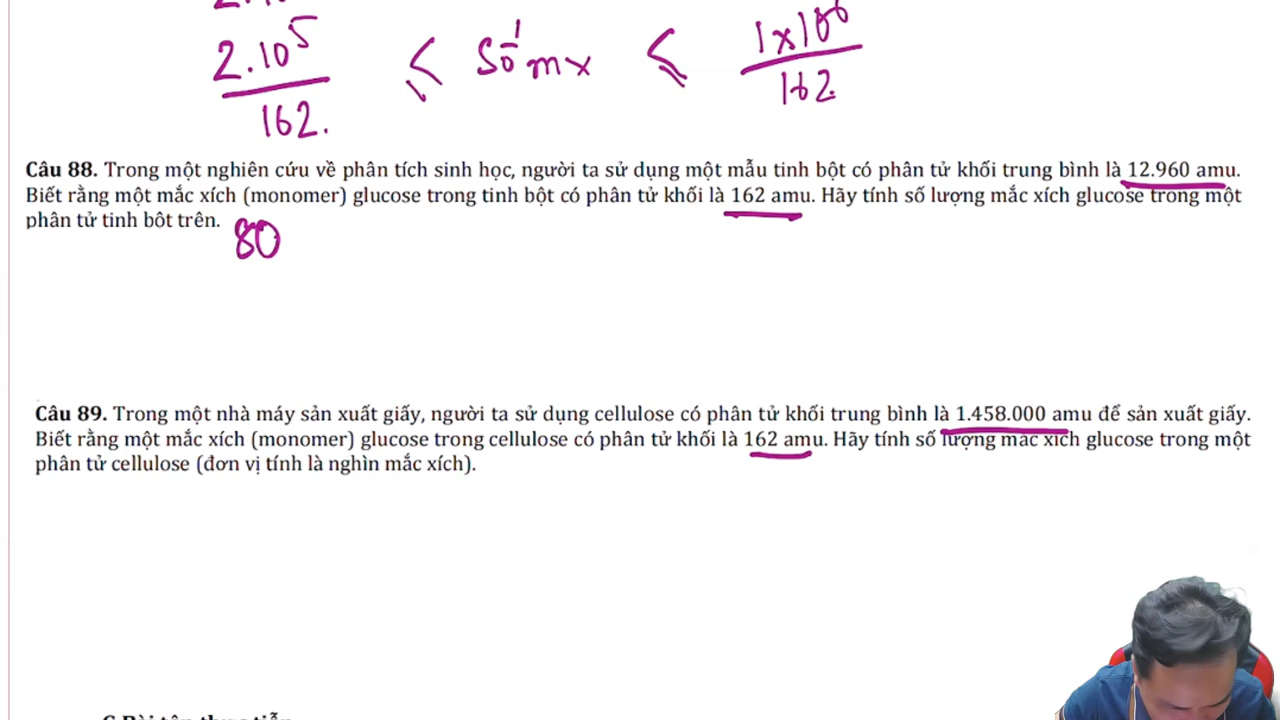 2.10⁵ ≤ Số mx ≤ 1x10⁶
162. 162.
Câu 88. Trong một nghiên cứu về phân tích sinh học, người ta sử dụng một mẫu tinh bột có phân tử khối trung bình là 12.960 amu.
Biết rằng một mắc xích (monomer) glucose trong tinh bột có phân tử khối là 162 amu. Hãy tính số lượng mắc xích glucose trong một
phân tử tinh bôt trên. 80
Câu 89. Trong một nhà máy sản xuất giấy, người ta sử dụng cellulose có phân tử khối trung bình là 1.458.000 amu để sản xuất giấy.
Biết rằng một mắc xích (monomer) glucose trong cellulose có phân tử khối là 162 amu. Hãy tính số lượng mắc xích glucose trong một
phân tử cellulose (đơn vị tính là nghìn mắc xích).